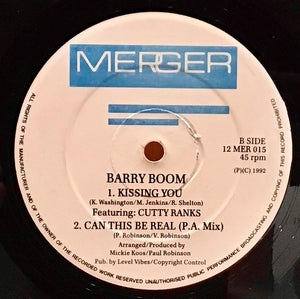 MERGER
B SIDE
12 MER 015
45 rpm
(P)(C) 1992
BARRY BOOM
1. KISSING YOU
(K. Washington/M. Jenkins/R. Shelton)
Featuring: CUTTY RANKS
2. CAN THIS BE REAL (P.A. Mix)
(P. Robinson/V. Robinson)
Arranged/Produced by
Mickie Koos/Paul Robinson
Pub. by Level Vibes/Copyright Control
ALL RIGHTS OF THE MANUFACTURER AND OF THE OWNER OF THE RECORDED WORK RESERVED UNAUTHORISED PUBLIC PERFORMANCE BROADCASTING AND COPYING OF THIS RECORD PROHIBITED